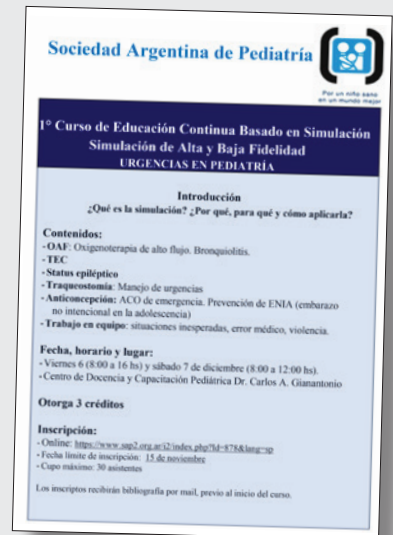 Sociedad Argentina de Pediatría
Por un niño sano
en un mundo mejor
1° Curso de Educación Continua Basado en Simulación
Simulación de Alta y Baja Fidelidad
URGENCIAS EN PEDIATRÍA
Introducción
¿Qué es la simulación? ¿Por qué, para qué y cómo aplicarla?
Contenidos:
- OAF: Oxigenoterapia de alto flujo. Bronquiolitis.
- TEC
- Status epiléptico
- Traqueostomía: Manejo de urgencias
- Anticoncepción: ACO de emergencia. Prevención de ENIA (embarazo
no intencional en la adolescencia)
- Trabajo en equipo: situaciones inesperadas, error médico, violencia.
Fecha, horario y lugar:
- Viernes 6 (8:00 a 16 hs) y sábado 7 de diciembre (8:00 a 12:00 hs).
- Centro de Docencia y Capacitación Pediátrica Dr. Carlos A. Gianantonio
Otorga 3 créditos
Inscripción:
- Online: https://www.sap2.org.ar/i2/index.php?Id=878&lang=sp
- Fecha límite de inscripción: 15 de noviembre
- Cupo máximo: 30 asistentes
Los inscriptos recibirán bibliografía por mail, previo al inicio del curso.